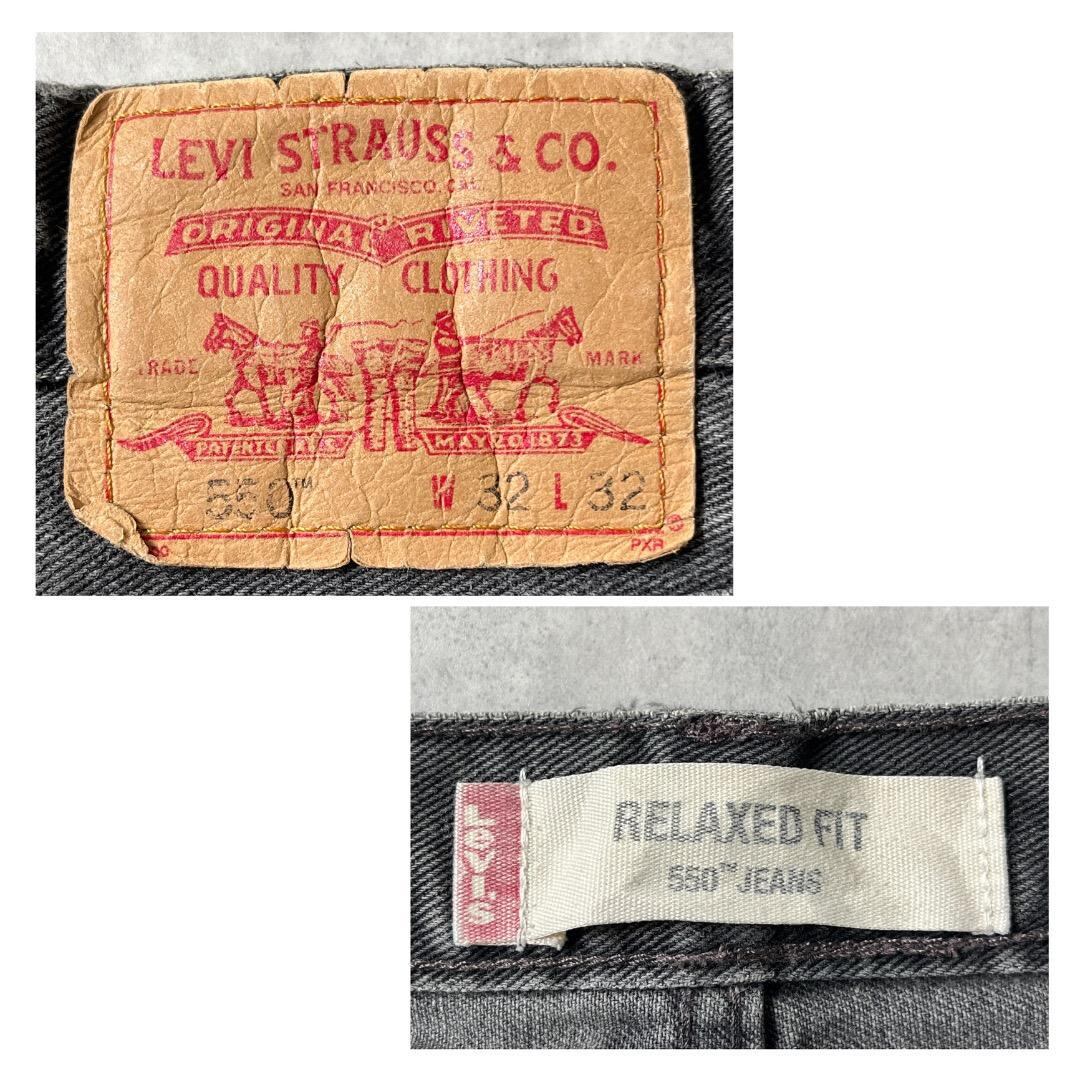 LEVI STRAUSS & CO.
SAN FRANCISCO, CAL.
ORIGINAL RIVETED
QUALITY CLOTHING
TRADE MARK
MAY 20 1873
550™ W 32 L 32
PXR
LEVI'S
RELAXED FIT
550™ JEANS